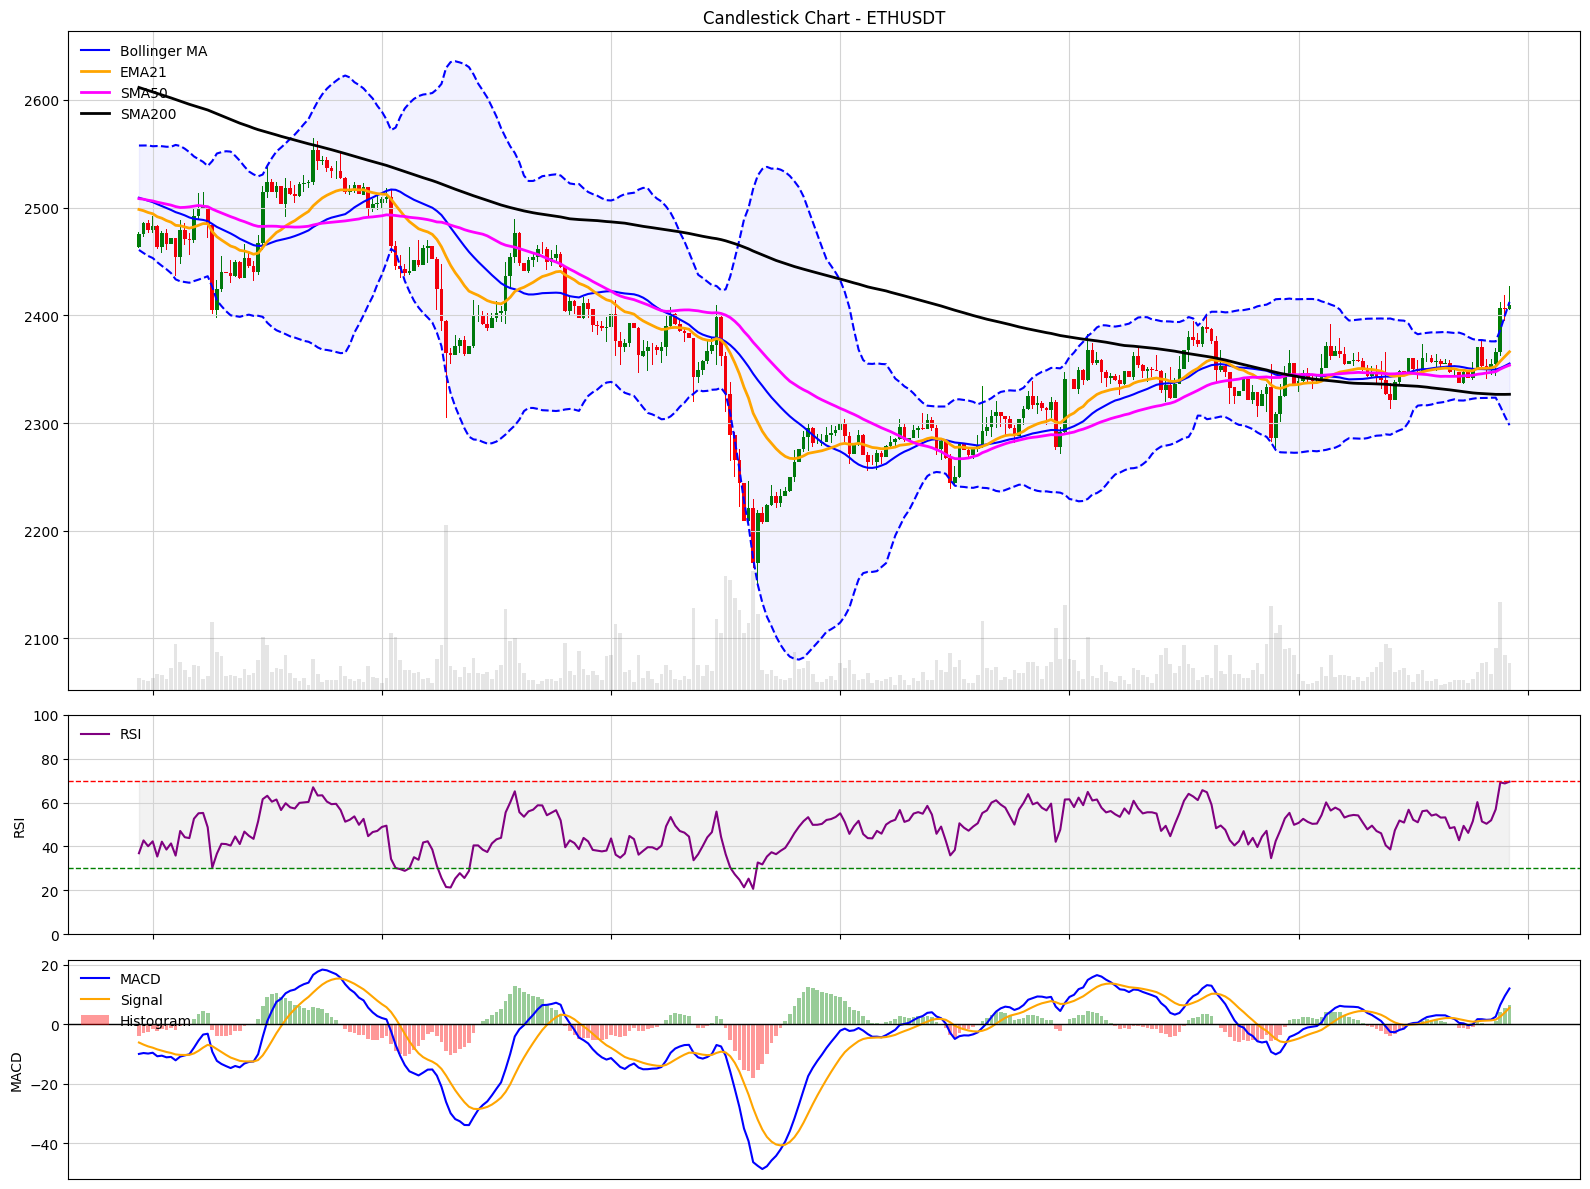 Candlestick Chart - ETHUSDT
Bollinger MA
EMA21
SMA50
SMA200
2600
2500
2400
2300
2200
2100
100
RSI
80
60
RSI
40
20
0
20
MACD
Signal
Histogram
0
MACD
−20
−40